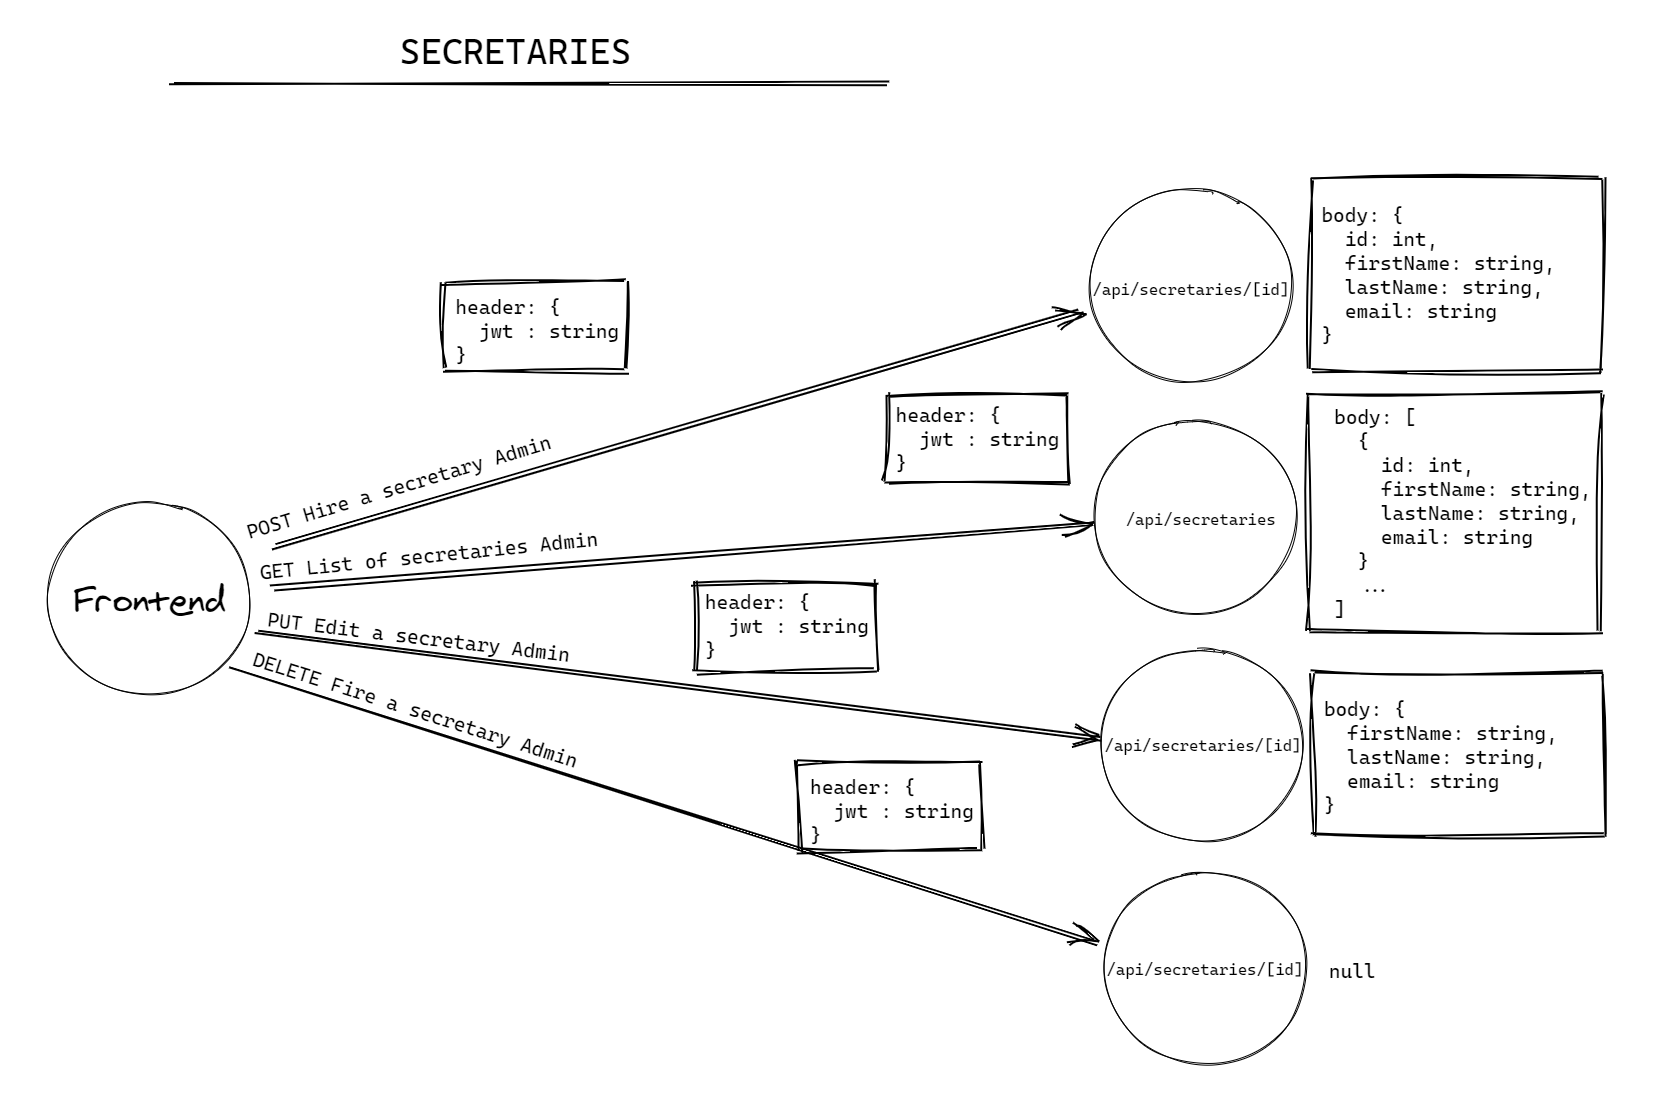 SECRETARIES
header: {
  jwt : string
}
/api/secretaries/[id]
body: {
  id: int,
  firstName: string,
  lastName: string,
  email: string
}
POST Hire a secretary Admin
header: {
  jwt : string
}
/api/secretaries
body: [
  {
    id: int,
    firstName: string,
    lastName: string,
    email: string
  }
  ...
]
GET List of secretaries Admin
Frontend
header: {
  jwt : string
}
PUT Edit a secretary Admin
/api/secretaries/[id]
body: {
  firstName: string,
  lastName: string,
  email: string
}
DELETE Fire a secretary Admin
header: {
  jwt : string
}
/api/secretaries/[id]
null